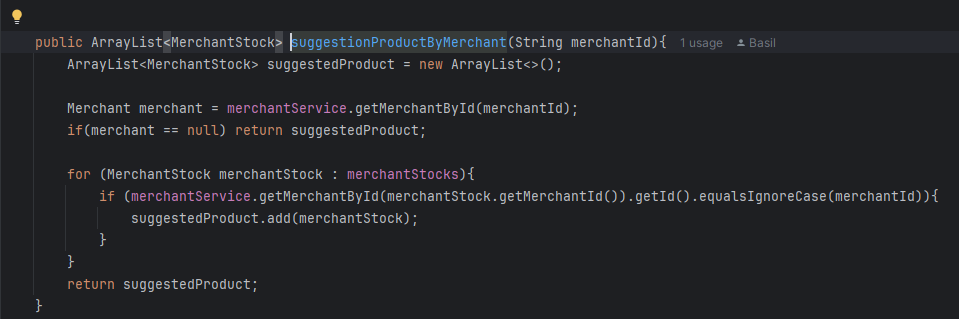 public ArrayList<MerchantStock> suggestionProductByMerchant(String merchantId){ 1 usage Basil
ArrayList<MerchantStock> suggestedProduct = new ArrayList<>();
Merchant merchant = merchantService.getMerchantById(merchantId);
if(merchant == null) return suggestedProduct;
for (MerchantStock merchantStock : merchantStocks){
if (merchantService.getMerchantById(merchantStock.getMerchantId()).getId().equalsIgnoreCase(merchantId)){
suggestedProduct.add(merchantStock);
}
}
return suggestedProduct;
}